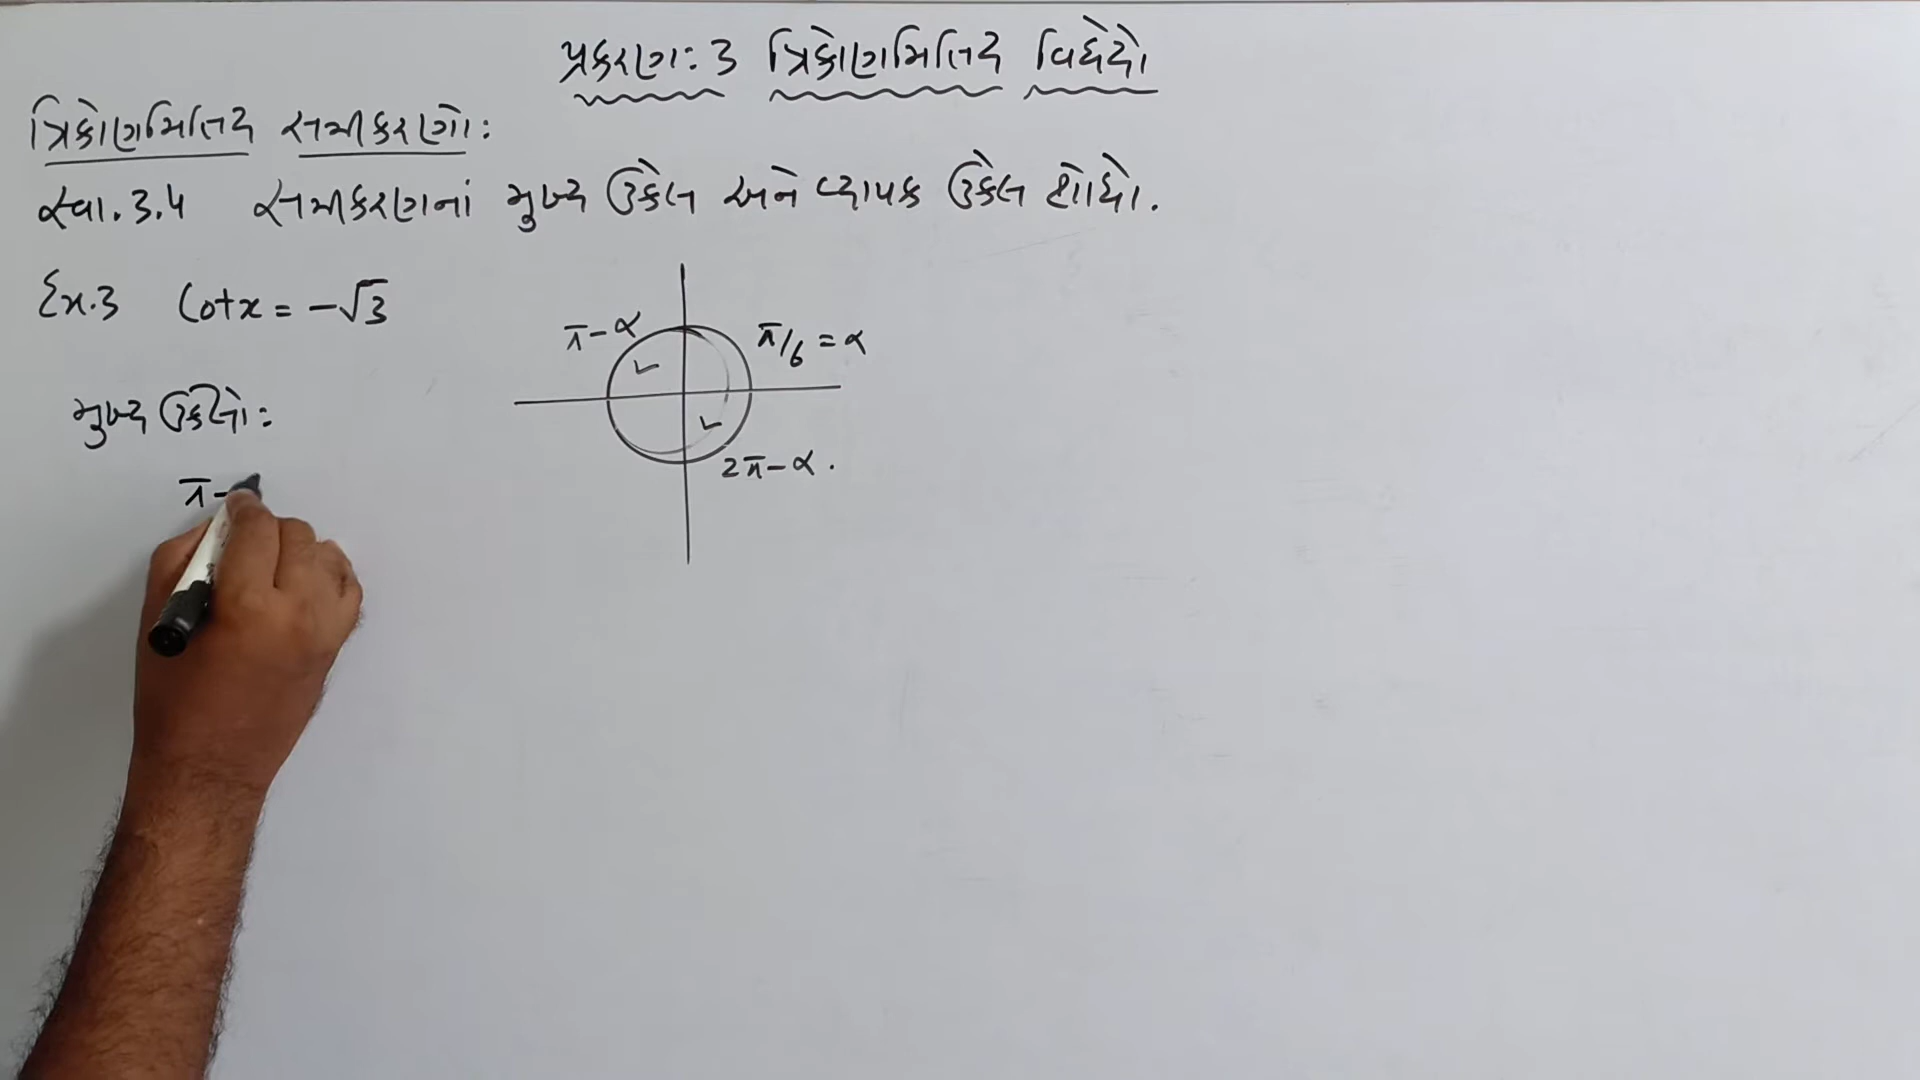 પ્રકરણ: 3 ત્રિકોણમિતિય વિધેયો
ત્રિકોણમિતિય સમીકરણો:
સ્વા. 3.4 સમીકરણનાં મુખ્ય ઉકેલ અને વ્યાપક ઉકેલ શોધો.
Ex.3 Cotx = -√3
π-α
π/6 = α
2π-α.
મુખ્ય ઉકેલો:
π-